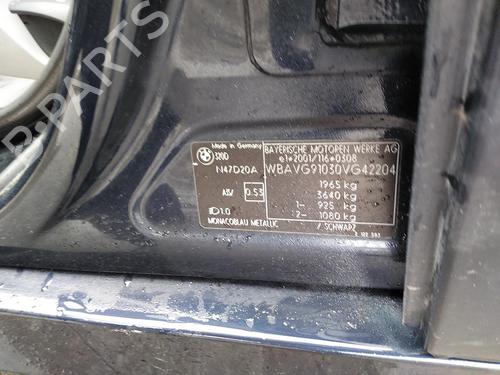 R-PARTS
Made in Germany
BAYERISCHE MOTOREN WERKE AG
e1*2001/116*0308
320D
N47D20A
WBAVG91030VG42204
1965 kg
ASV 0.53
3640 kg
1- 925 kg
1.0
2- 1080 kg
MONACOBLAU METALLIC / SCHWARZ